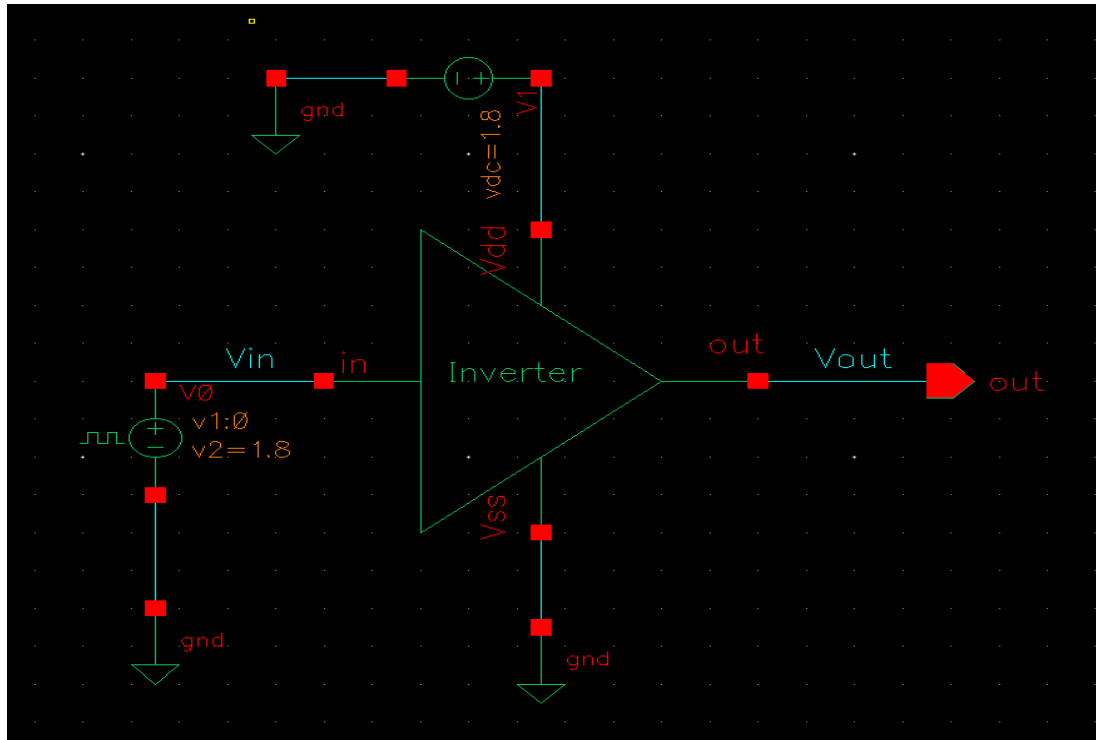 gnd
V1
vdc=1.8
Vdd
Vin
in
Inverter
out
Vout
out
V0
v1:0
v2=1.8
Vss
gnd
gnd